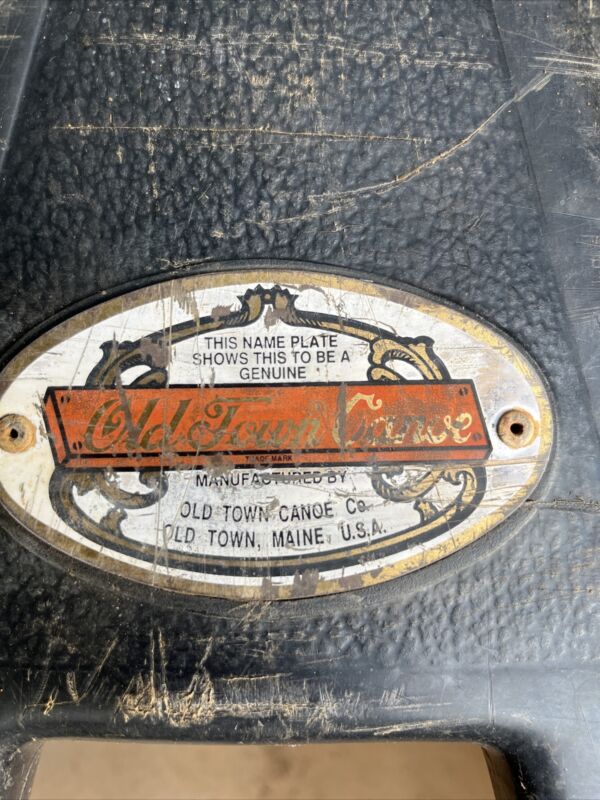 THIS NAME PLATE
SHOWS THIS TO BE A
GENUINE
Old Town Canoe
TRADE MARK
MANUFACTURED BY
OLD TOWN CANOE Co.
OLD TOWN, MAINE U.S.A.